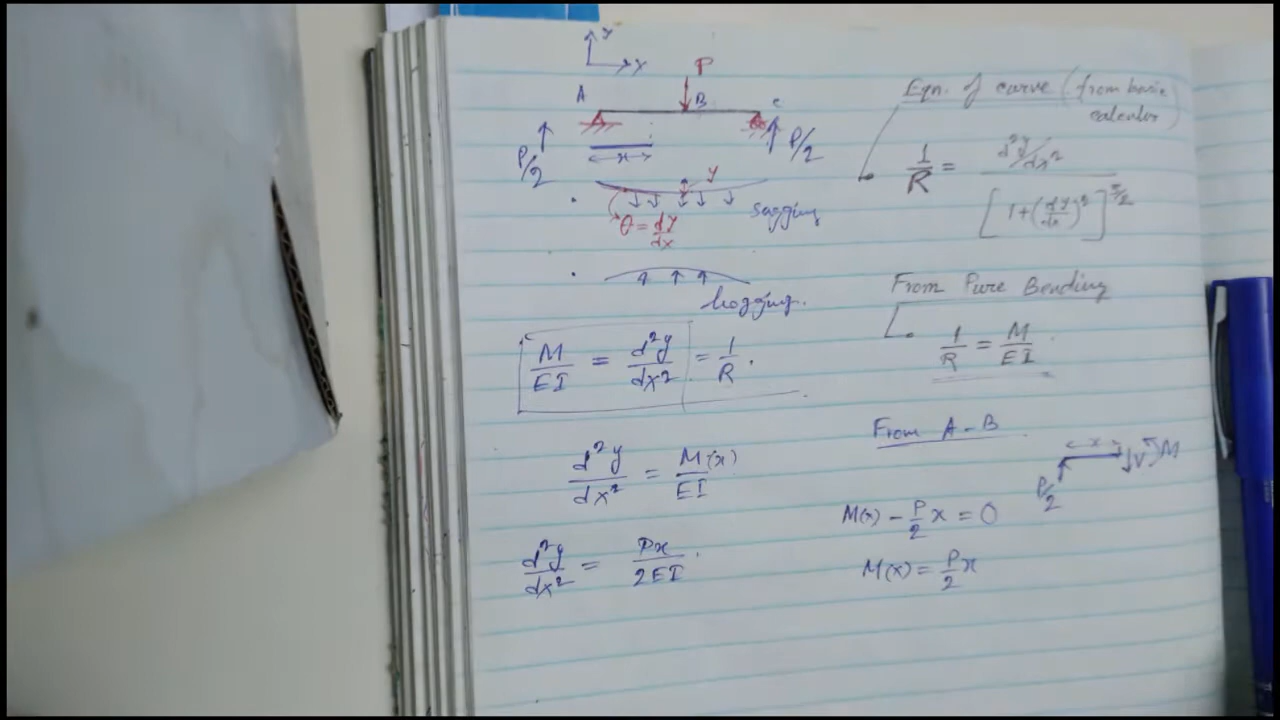 y
x
P
A
B
c
P/2
P/2
x
y
θ = dy/dx
sagging
hogging.
M/EI = d²y/dx² = 1/R .
d²y/dx² = M(x)/EI
d²y/dx² = Px/2EI .
Eqn. of curve (from basic
calculus)
1/R = d²y/dx² / [1+(dy/dx)²]^3/2
From Pure Bending
1/R = M/EI .
From A-B
x
P/2
V
M
M(x) - P/2 x = 0
M(x) = P/2 x